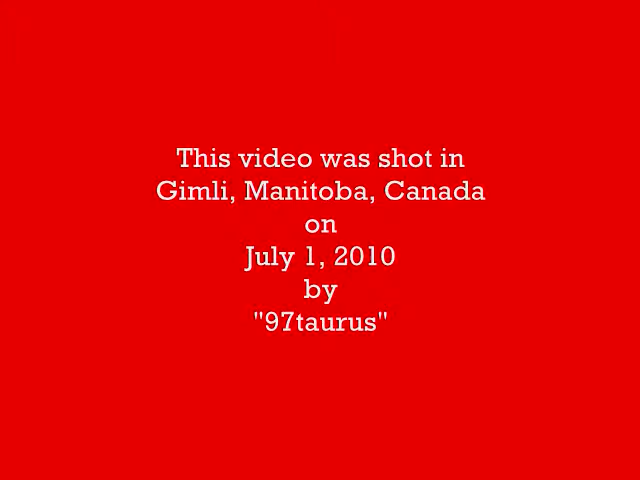 This video was shot in
Gimli, Manitoba, Canada
on
July 1, 2010
by
"97taurus"